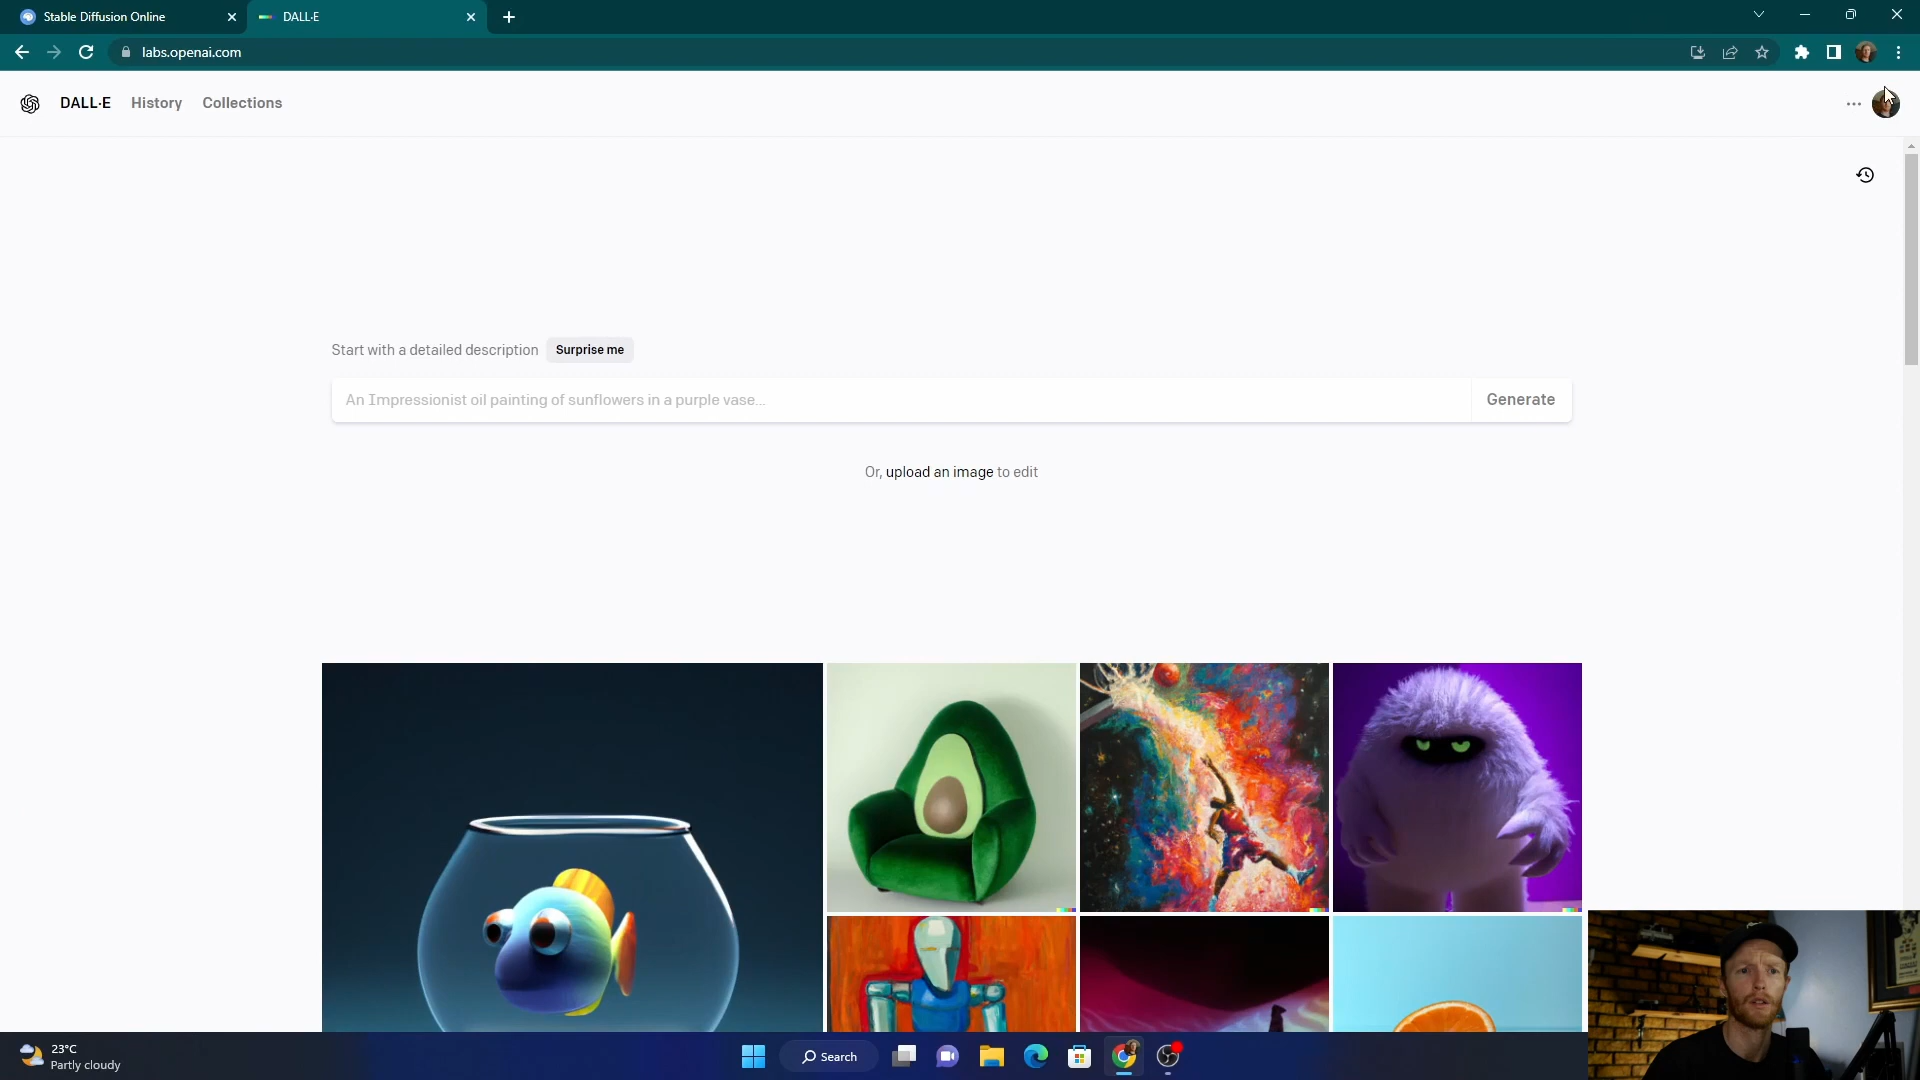 Stable Diffusion Online
DALL·E
labs.openai.com
DALL·E History Collections
Start with a detailed description Surprise me
An Impressionist oil painting of sunflowers in a purple vase...
Generate
Or, upload an image to edit
23°C
Partly cloudy
Search